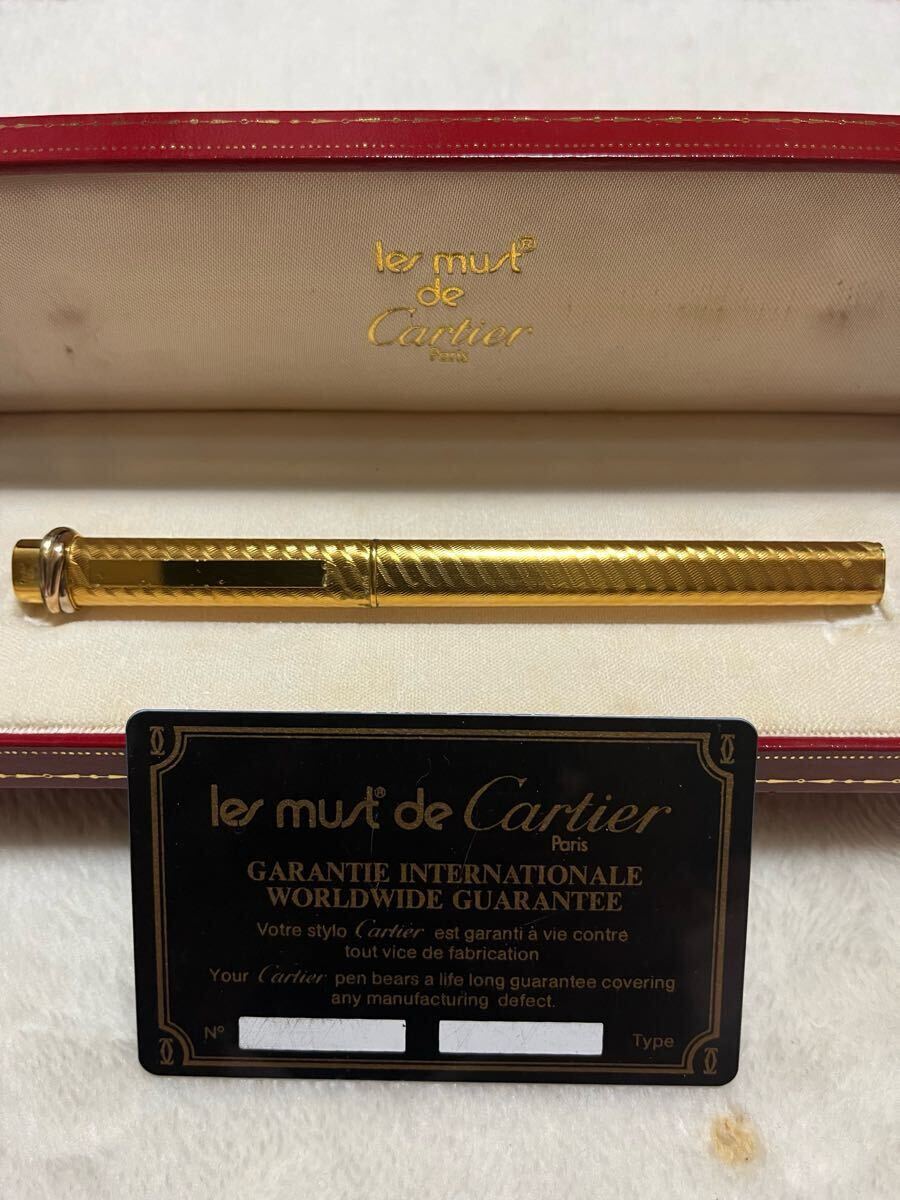 les must®
de
Cartier
Paris
les must® de Cartier
Paris
GARANTIE INTERNATIONALE
WORLDWIDE GUARANTEE
Votre stylo Cartier est garanti à vie contre
tout vice de fabrication
Your Cartier pen bears a life long guarantee covering
any manufacturing defect.
Nº Type